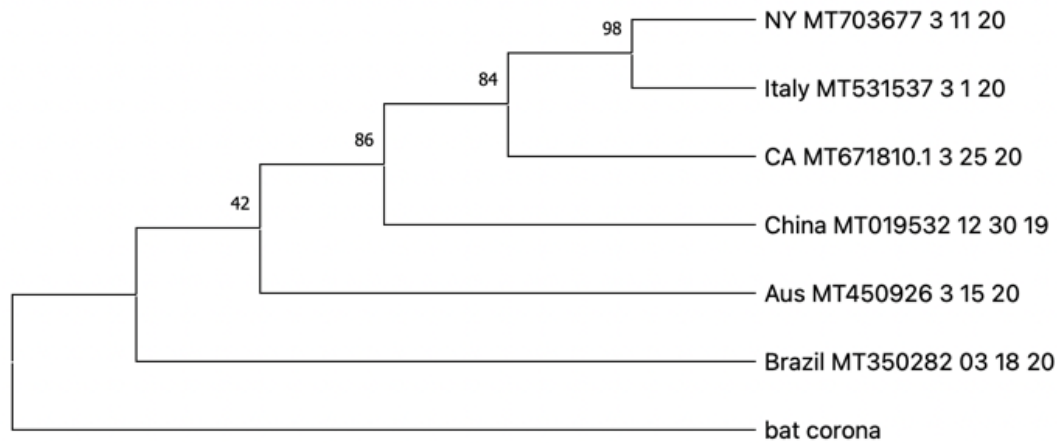 98
NY MT703677 3 11 20
84
Italy MT531537 3 1 20
86
CA MT671810.1 3 25 20
42
China MT019532 12 30 19
Aus MT450926 3 15 20
Brazil MT350282 03 18 20
bat corona